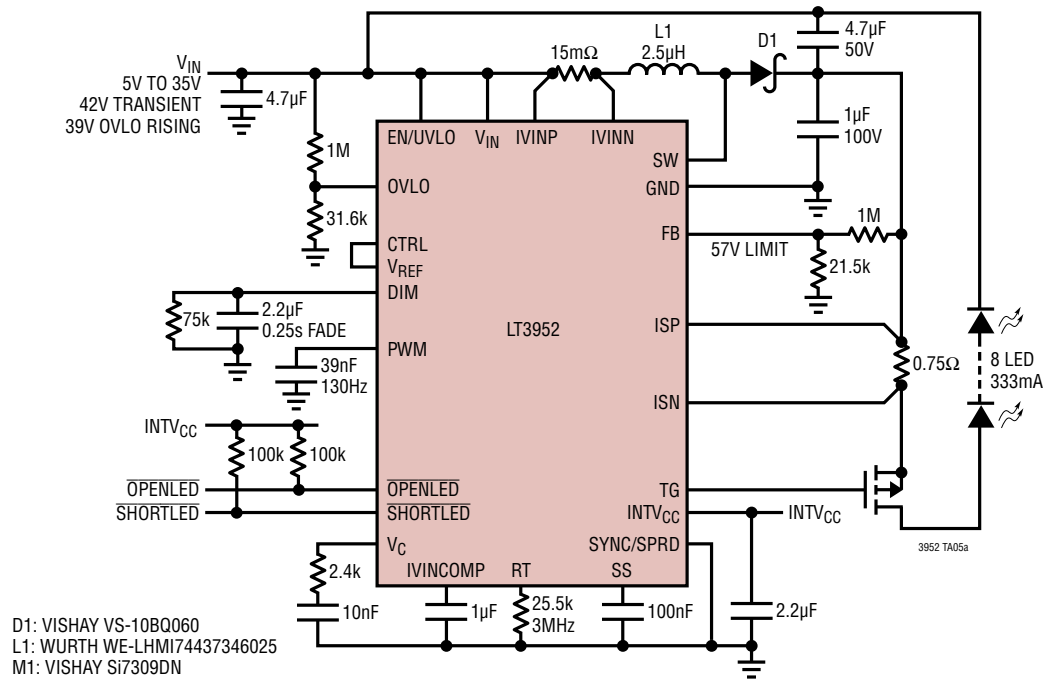 L1
2.5µH
15mΩ
D1
4.7µF
50V
V_IN
5V TO 35V
42V TRANSIENT
39V OVLO RISING
4.7µF
1M
31.6k
EN/UVLO
V_IN
IVINP
IVINN
SW
GND
1µF
100V
OVLO
CTRL
V_REF
DIM
PWM
FB
57V LIMIT
1M
21.5k
75k
2.2µF
0.25s FADE
39nF
130Hz
LT3952
ISP
ISN
0.75Ω
8 LED
333mA
INTV_CC
100k
100k
OPENLED
SHORTLED
OPENLED
SHORTLED
TG
INTV_CC
INTV_CC
SYNC/SPRD
V_C
IVINCOMP
RT
SS
2.4k
10nF
1µF
25.5k
3MHz
100nF
2.2µF
3952 TA05a
D1: VISHAY VS-10BQ060
L1: WURTH WE-LHMI74437346025
M1: VISHAY Si7309DN